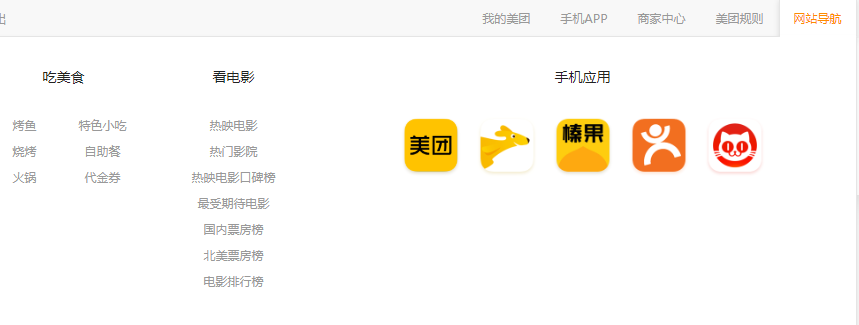 出 我的美团 手机APP 商家中心 美团规则 网站导航
吃美食 看电影 手机应用
烤鱼 特色小吃 热映电影
烧烤 自助餐 热门影院
火锅 代金券 热映电影口碑榜
最受期待电影
国内票房榜
北美票房榜
电影排行榜
美团 榛果